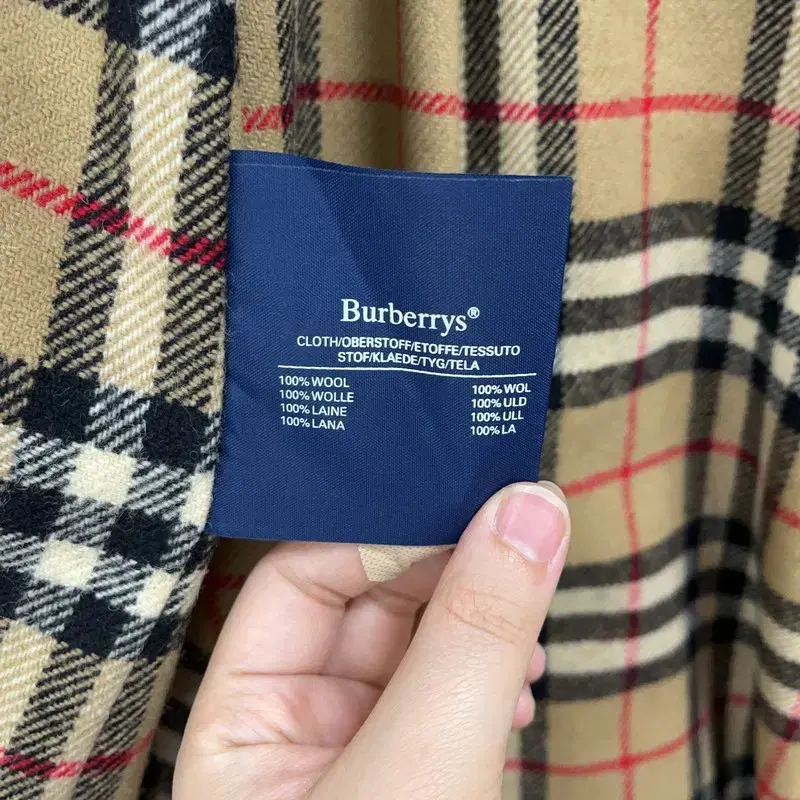 Burberrys®
CLOTH/OBERSTOFF/ETOFFE/TESSUTO
STOF/KLAEDE/TYG/TELA
100% WOOL 100% WOL
100% WOLLE 100% ULD
100% LAINE 100% ULL
100% LANA 100% LA